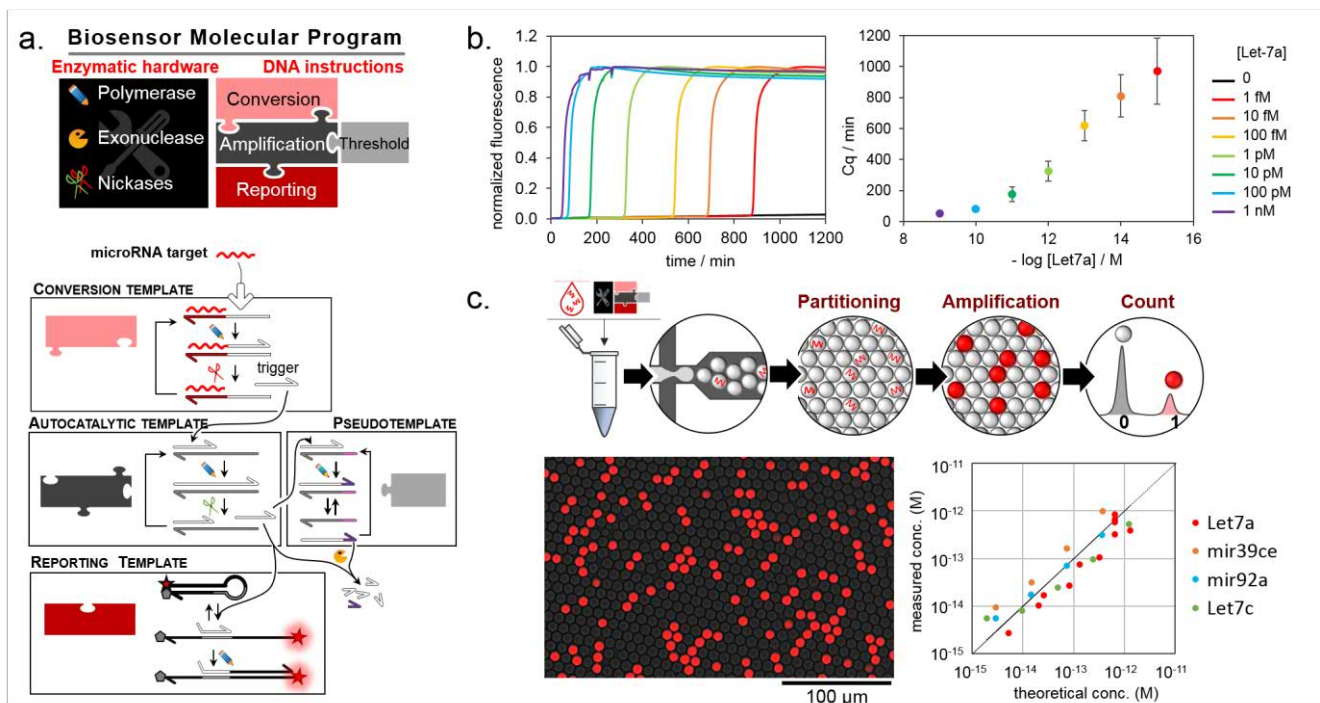 a.
Biosensor Molecular Program
Enzymatic hardware
DNA instructions
Polymerase
Exonuclease
Nickases
Conversion
Amplification
Threshold
Reporting
microRNA target
CONVERSION TEMPLATE
trigger
AUTOCATALYTIC TEMPLATE
PSEUDOTEMPLATE
REPORTING TEMPLATE
b.
normalized fluorescence
1.2
1.0
0.8
0.6
0.4
0.2
0.0
0 200 400 600 800 1000 1200
time / min
Cq / min
1200
1000
800
600
400
200
0
8 10 12 14 16
- log [Let7a] / M
[Let-7a]
0
1 fM
10 fM
100 fM
1 pM
10 pM
100 pM
1 nM
c.
Partitioning
Amplification
Count
0 1
100 µm
measured conc. (M)
10⁻¹¹
10⁻¹²
10⁻¹³
10⁻¹⁴
10⁻¹⁵
10⁻¹⁵ 10⁻¹⁴ 10⁻¹³ 10⁻¹² 10⁻¹¹
theoretical conc. (M)
Let7a
mir39ce
mir92a
Let7c